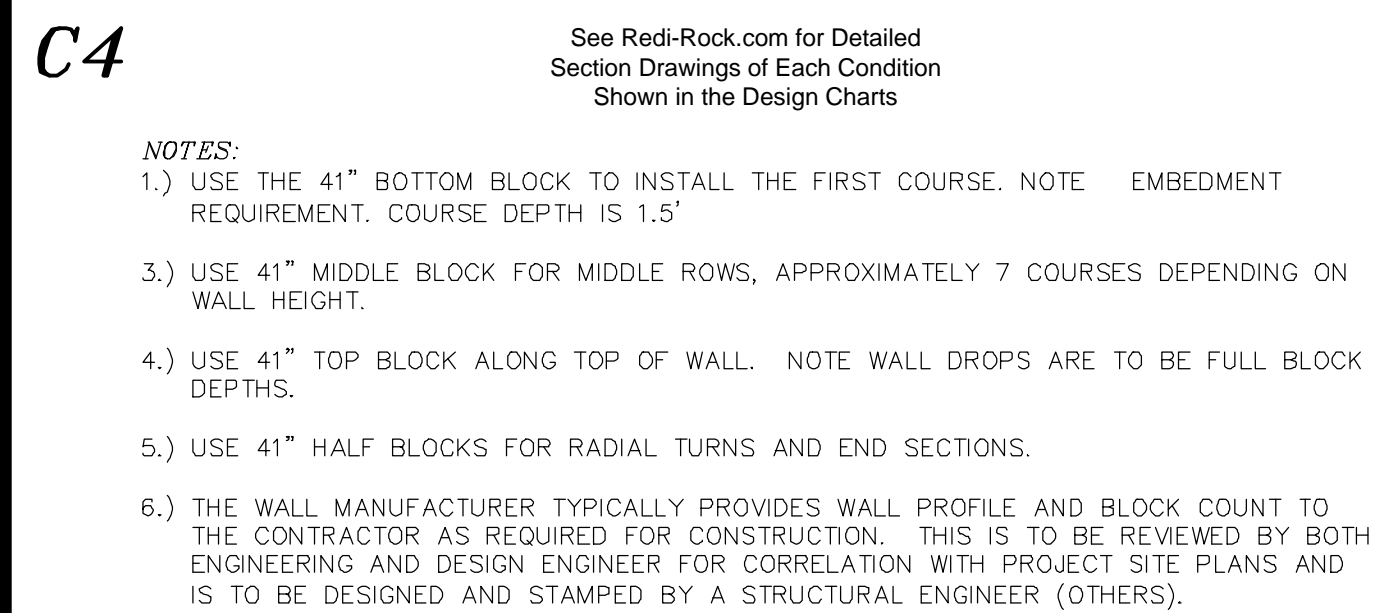 C4
See Redi-Rock.com for Detailed
Section Drawings of Each Condition
Shown in the Design Charts
NOTES:
1.) USE THE 41" BOTTOM BLOCK TO INSTALL THE FIRST COURSE. NOTE EMBEDMENT
REQUIREMENT. COURSE DEPTH IS 1.5'
3.) USE 41" MIDDLE BLOCK FOR MIDDLE ROWS, APPROXIMATELY 7 COURSES DEPENDING ON
WALL HEIGHT.
4.) USE 41" TOP BLOCK ALONG TOP OF WALL. NOTE WALL DROPS ARE TO BE FULL BLOCK
DEPTHS.
5.) USE 41" HALF BLOCKS FOR RADIAL TURNS AND END SECTIONS.
6.) THE WALL MANUFACTURER TYPICALLY PROVIDES WALL PROFILE AND BLOCK COUNT TO
THE CONTRACTOR AS REQUIRED FOR CONSTRUCTION. THIS IS TO BE REVIEWED BY BOTH
ENGINEERING AND DESIGN ENGINEER FOR CORRELATION WITH PROJECT SITE PLANS AND
IS TO BE DESIGNED AND STAMPED BY A STRUCTURAL ENGINEER (OTHERS).